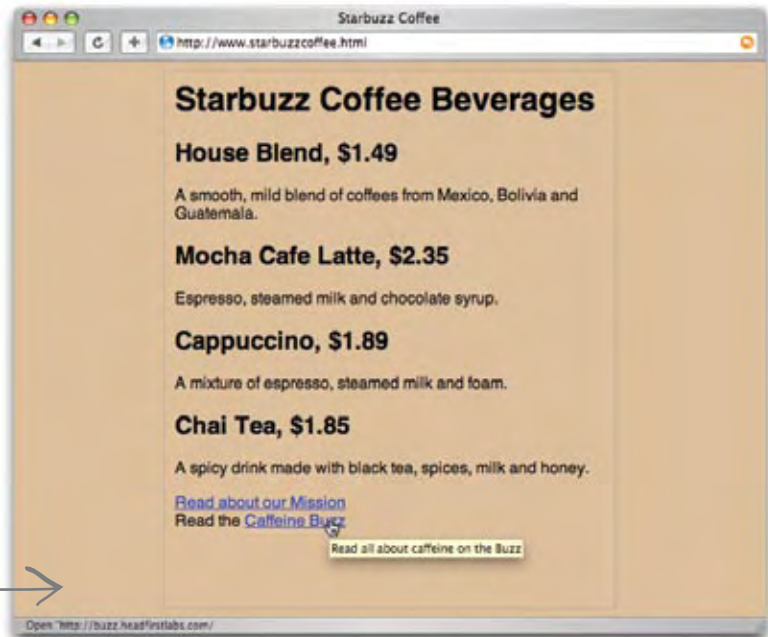 Starbuzz Coffee
http://www.starbuzzcoffee.html
Starbuzz Coffee Beverages
House Blend, $1.49
A smooth, mild blend of coffees from Mexico, Bolivia and
Guatemala.
Mocha Cafe Latte, $2.35
Espresso, steamed milk and chocolate syrup.
Cappuccino, $1.89
A mixture of espresso, steamed milk and foam.
Chai Tea, $1.85
A spicy drink made with black tea, spices, milk and honey.
Read about our Mission
Read the Caffeine Buzz
Read all about caffeine on the Buzz
Open "http://buzz.headfirstlabs.com/